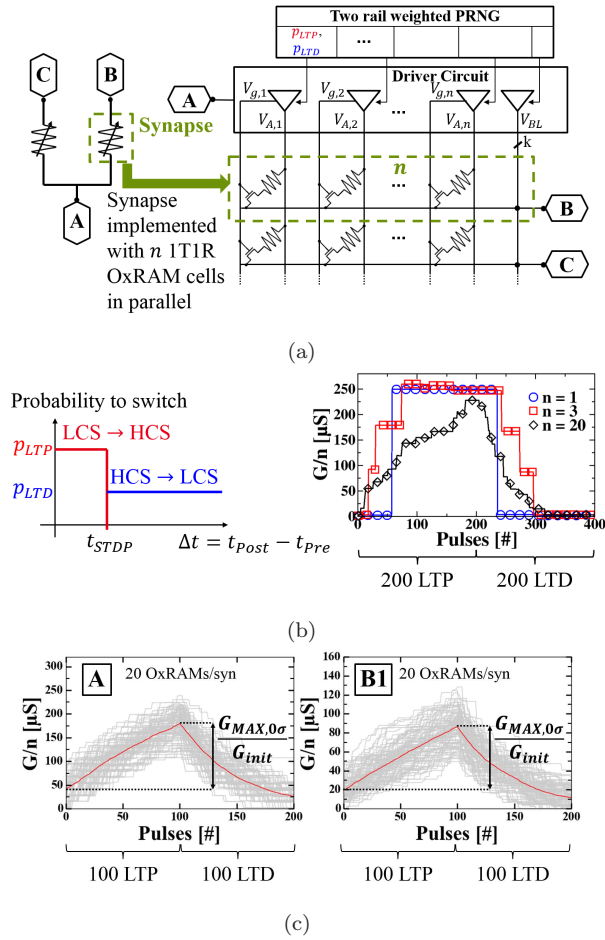 Two rail weighted PRNG
p_LTP,
p_LTD
...
Driver Circuit
C
B
A
V_g,1
V_g,2
V_g,n
V_A,1
V_A,2
...
V_A,n
V_BL
k
Synapse
n
...
B
A
Synapse
implemented
with n 1T1R
OxRAM cells
in parallel
...
C
(a)
Probability to switch
p_LTP
LCS → HCS
p_LTD
HCS → LCS
t_STDP
Δt = t_Post − t_Pre
G/n [µS]
250
200
150
100
50
0
n = 1
n = 3
n = 20
0 100 200 300 400
Pulses [#]
200 LTP
200 LTD
(b)
G/n [µS]
300
250
200
150
100
50
0
A
20 OxRAMs/syn
G_MAX,0σ
G_init
0 50 100 150 200
Pulses [#]
100 LTP
100 LTD
G/n [µS]
160
140
120
100
80
60
40
20
0
B1
20 OxRAMs/syn
G_MAX,0σ
G_init
0 50 100 150 200
Pulses [#]
100 LTP
100 LTD
(c)